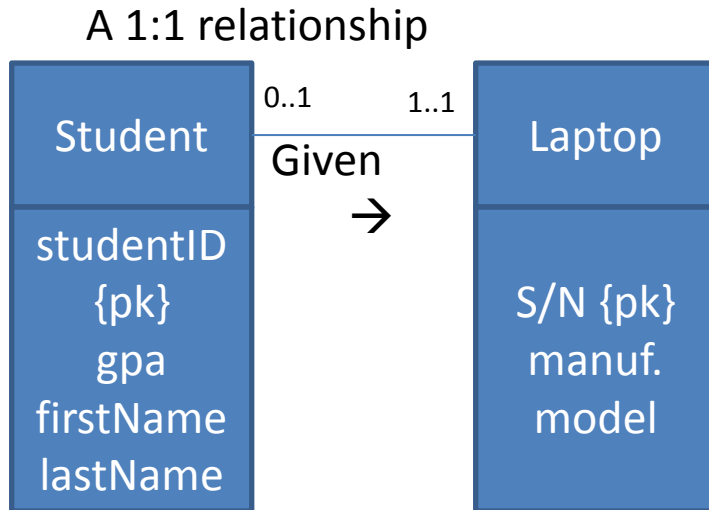 A 1:1 relationship
Student
0..1
1..1
Given
→
Laptop
studentID
{pk}
gpa
firstName
lastName
S/N {pk}
manuf.
model